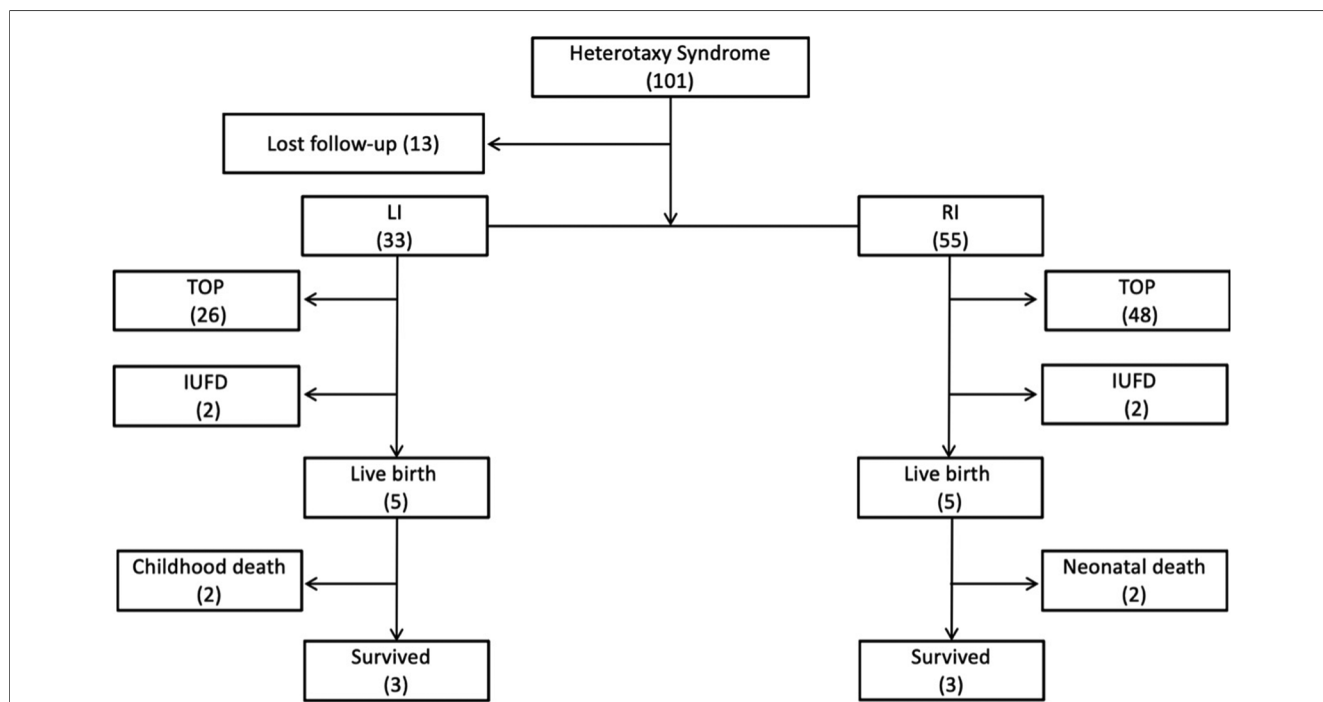 Heterotaxy Syndrome
(101)
Lost follow-up (13)
LI
(33)
RI
(55)
TOP
(26)
TOP
(48)
IUFD
(2)
IUFD
(2)
Live birth
(5)
Live birth
(5)
Childhood death
(2)
Neonatal death
(2)
Survived
(3)
Survived
(3)